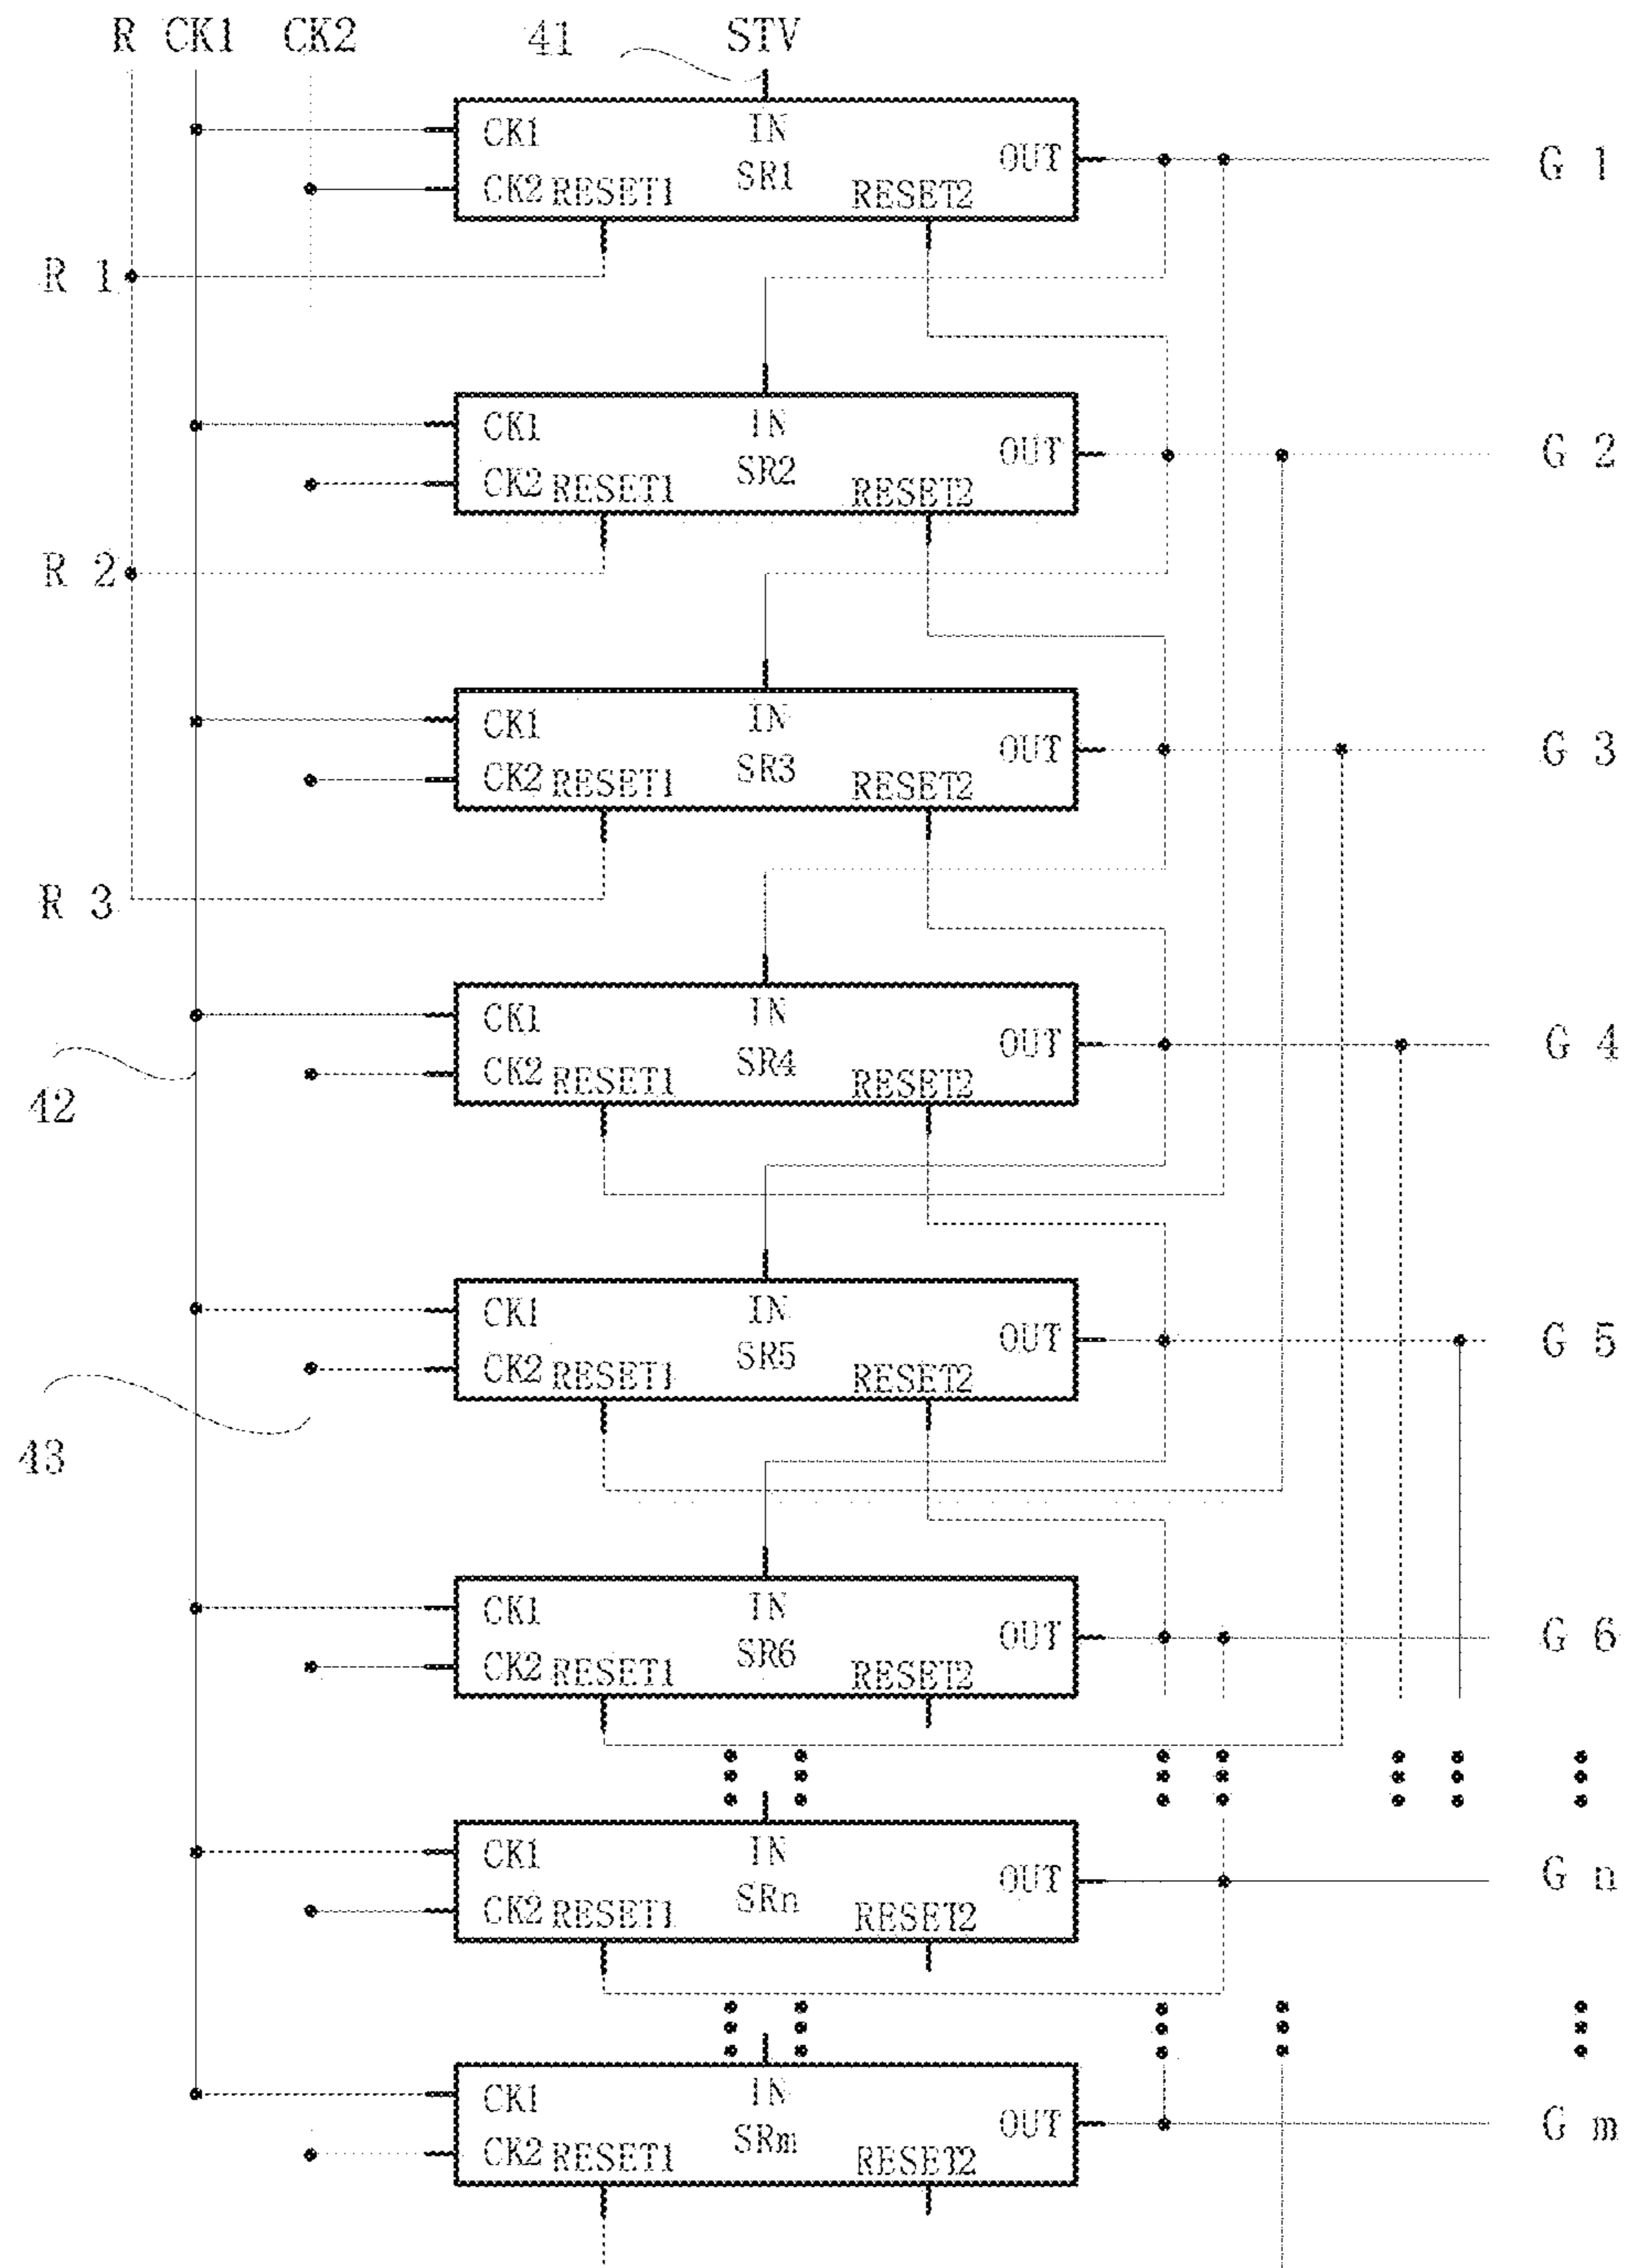 R CK1 CK2 41 STV
CK1 IN OUT G 1
CK2 RESET1 SR1 RESET2
R 1
CK1 IN OUT G 2
CK2 RESET1 SR2 RESET2
R 2
CK1 IN OUT G 3
CK2 RESET1 SR3 RESET2
R 3
CK1 IN OUT G 4
CK2 RESET1 SR4 RESET2
42
CK1 IN OUT G 5
CK2 RESET1 SR5 RESET2
43
CK1 IN OUT G 6
CK2 RESET1 SR6 RESET2
CK1 IN OUT G n
CK2 RESET1 SRn RESET2
CK1 IN OUT G m
CK2 RESET1 SRm RESET2